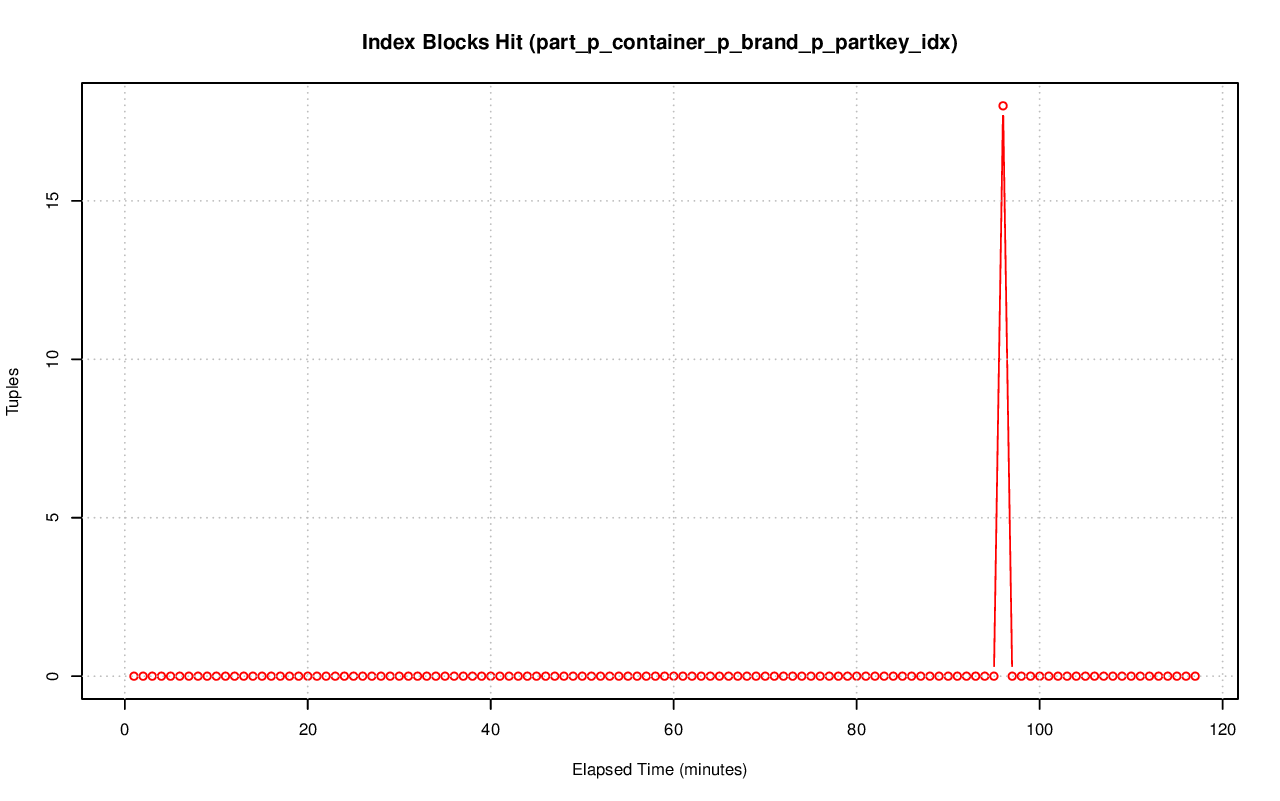 Index Blocks Hit (part_p_container_p_brand_p_partkey_idx)
15
10
5
0
Tuples
0 20 40 60 80 100 120
Elapsed Time (minutes)